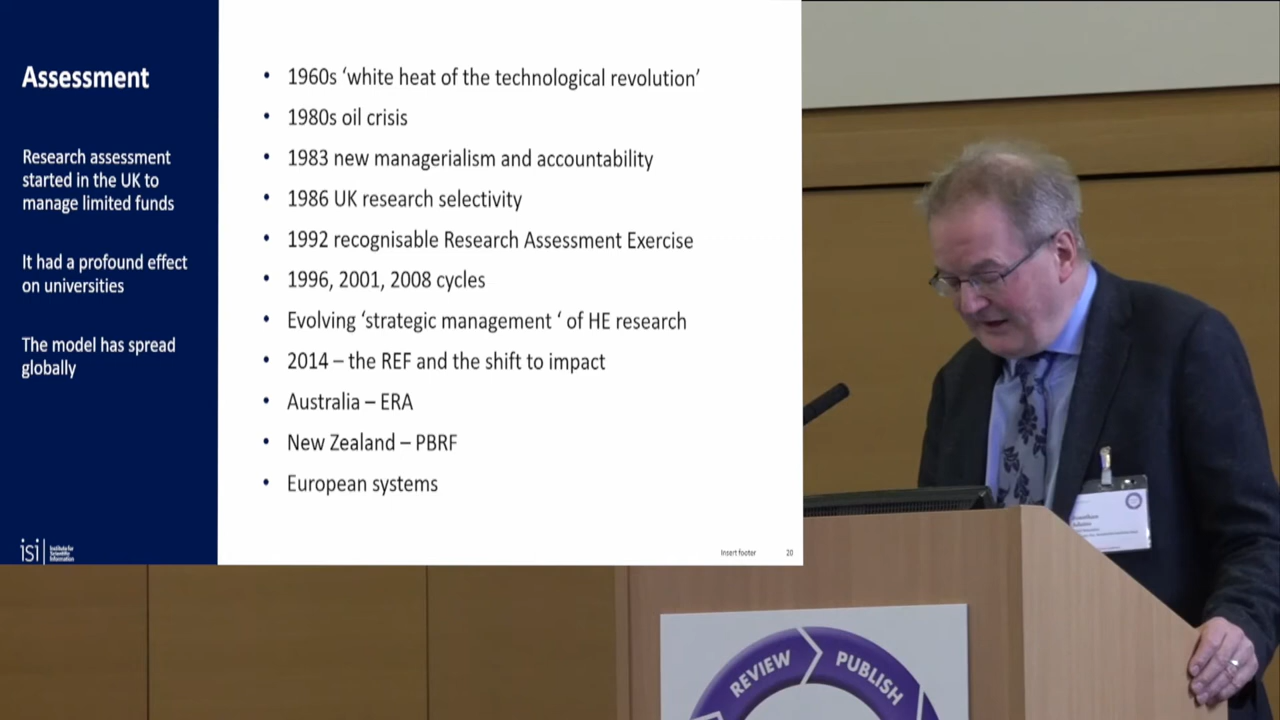 Assessment
Research assessment
started in the UK to
manage limited funds
It had a profound effect
on universities
The model has spread
globally
isi
Institute for
Scientific
Information
• 1960s ‘white heat of the technological revolution’
• 1980s oil crisis
• 1983 new managerialism and accountability
• 1986 UK research selectivity
• 1992 recognisable Research Assessment Exercise
• 1996, 2001, 2008 cycles
• Evolving ‘strategic management ‘ of HE research
• 2014 – the REF and the shift to impact
• Australia – ERA
• New Zealand – PBRF
• European systems
Insert footer 20
Jonathan
Adams
REVIEW
PUBLISH